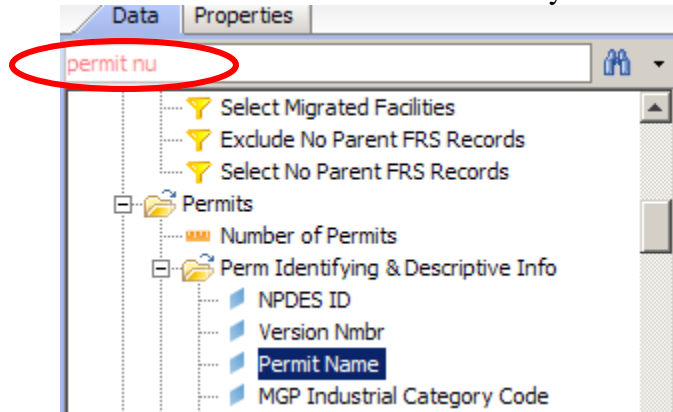 Data Properties
permit nu
Select Migrated Facilities
Exclude No Parent FRS Records
Select No Parent FRS Records
Permits
Number of Permits
Perm Identifying & Descriptive Info
NPDES ID
Version Nmbr
Permit Name
MGP Industrial Category Code